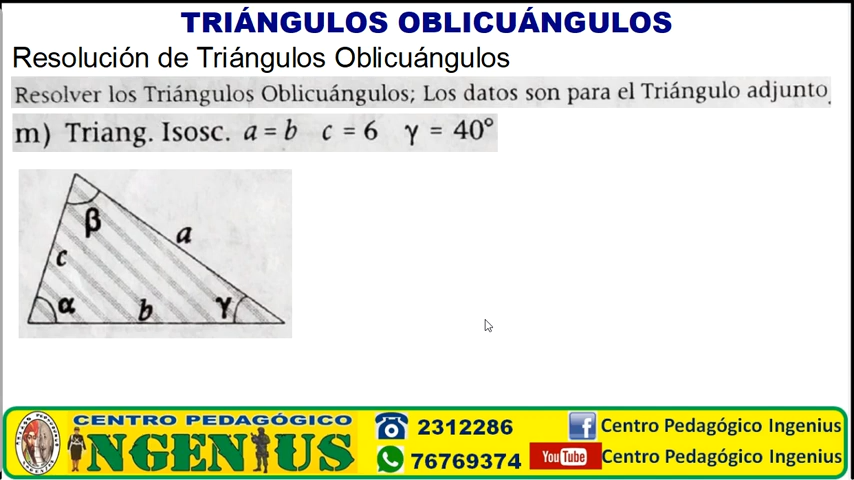 TRIÁNGULOS OBLICUÁNGULOS
Resolución de Triángulos Oblicuángulos
Resolver los Triángulos Oblicuángulos; Los datos son para el Triángulo adjunto.
m) Triang. Isosc. a = b c = 6 γ = 40°
β
a
c
α
b
γ
CENTRO PEDAGÓGICO
INGENIUS
2312286
76769374
Centro Pedagógico Ingenius
YouTube Centro Pedagógico Ingenius